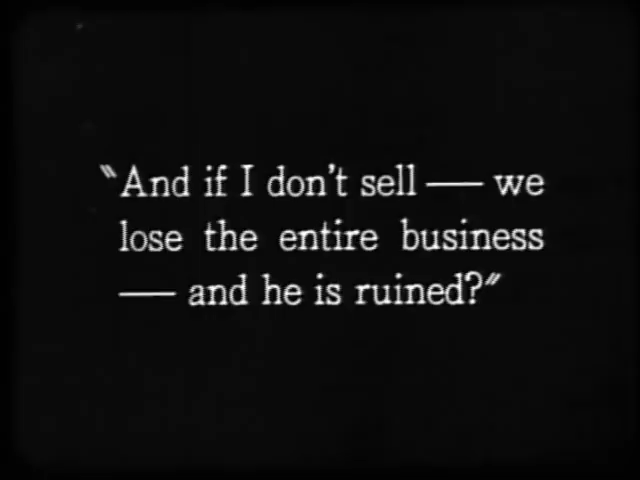 "And if I don't sell — we
lose the entire business
— and he is ruined?"